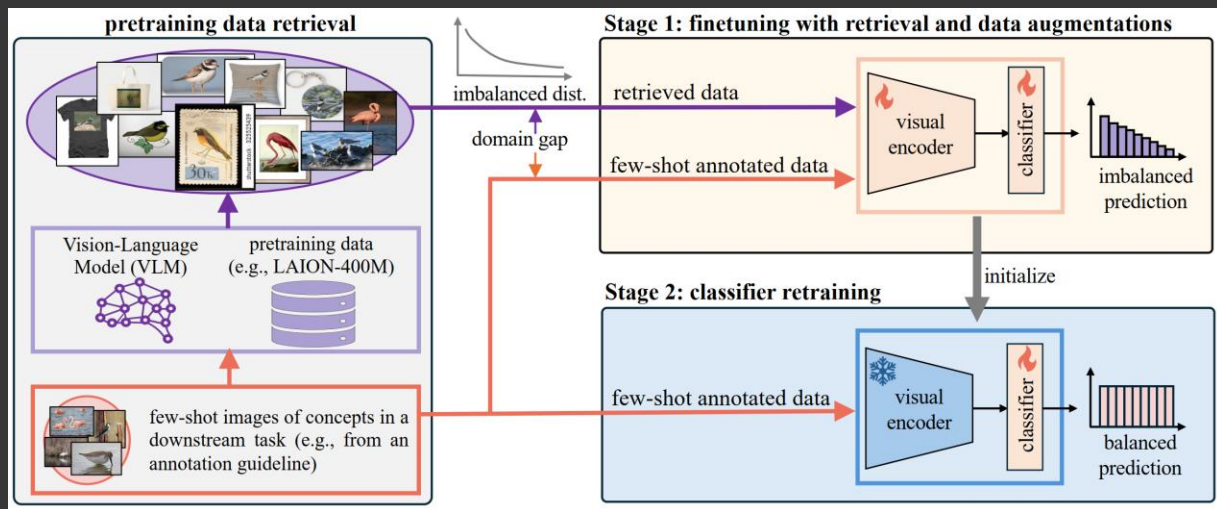 pretraining data retrieval
30h
shutterstock 325525409
Vision-Language
Model (VLM)
pretraining data
(e.g., LAION-400M)
few-shot images of concepts in a
downstream task (e.g., from an
annotation guideline)
imbalanced dist.
domain gap
Stage 1: finetuning with retrieval and data augmentations
retrieved data
few-shot annotated data
visual
encoder
classifier
imbalanced
prediction
initialize
Stage 2: classifier retraining
few-shot annotated data
visual
encoder
classifier
balanced
prediction